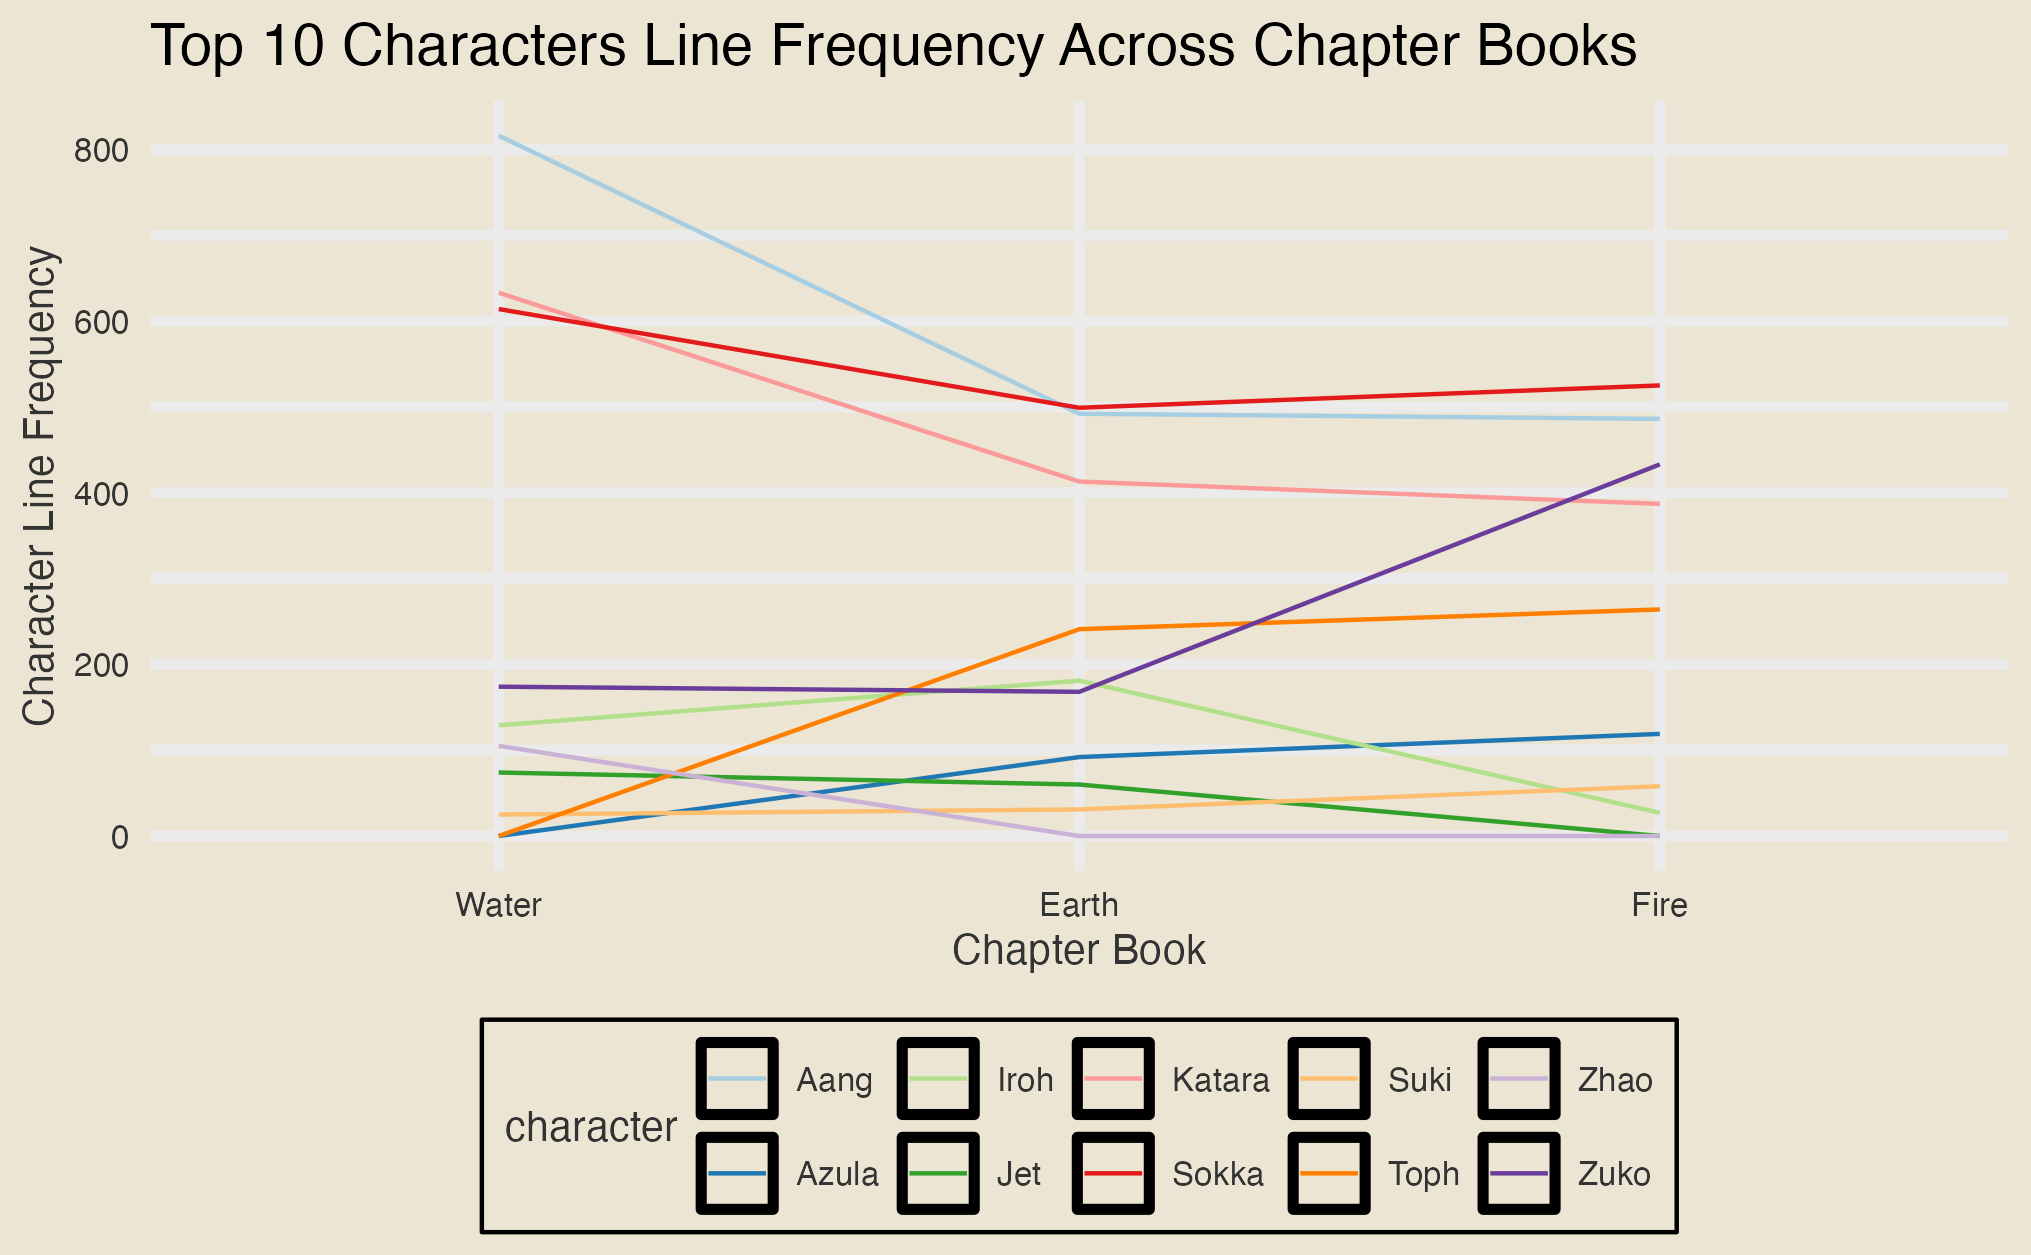 Top 10 Characters Line Frequency Across Chapter Books
Character Line Frequency
800
600
400
200
0
Water Earth Fire
Chapter Book
character
Aang Iroh Katara Suki Zhao
Azula Jet Sokka Toph Zuko